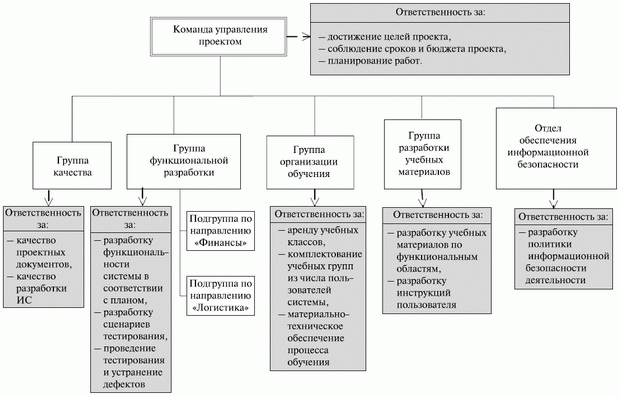 Команда управления
проектом
Ответственность за:
— достижение целей проекта,
— соблюдение сроков и бюджета проекта,
— планирование работ.
Группа
качества
Группа
функциональной
разработки
Группа
организации
обучения
Группа
разработки
учебных
материалов
Отдел
обеспечения
информационной
безопасности
Ответственность
за:
— качество
проектных
документов,
— качество
разработки
ИС
Ответственность
за:
— разработку
функциональ-
ности
системы в
соответствии
с планом,
— разработку
сценариев
тестирования,
— проведение
тестирования
и устранение
дефектов
Подгруппа по
направлению
«Финансы»
Подгруппа по
направлению
«Логистика»
Ответственность за:
— аренду учебных
классов,
— комплектование
учебных групп
из числа поль-
зователей
системы,
— материально-
техническое
обеспечение
процесса
обучения
Ответственность за:
— разработку учебных
материалов по
функциональным
областям,
— разработку
инструкций
пользователя
Ответственность за:
— разработку
политики
информационной
безопасности
деятельности